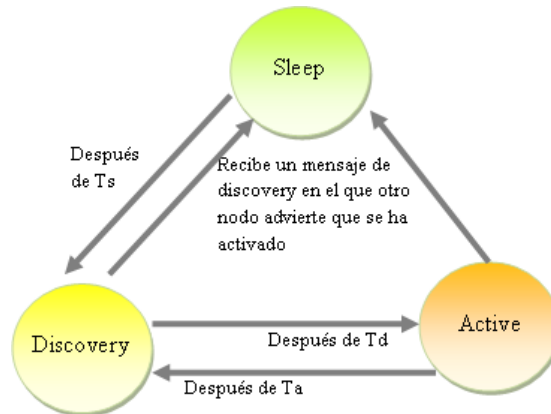 Sleep
Después
de Ts
Recibe un mensaje de
discovery en el que otro
nodo advierte que se ha
activado
Discovery
Active
Después de Td
Después de Ta